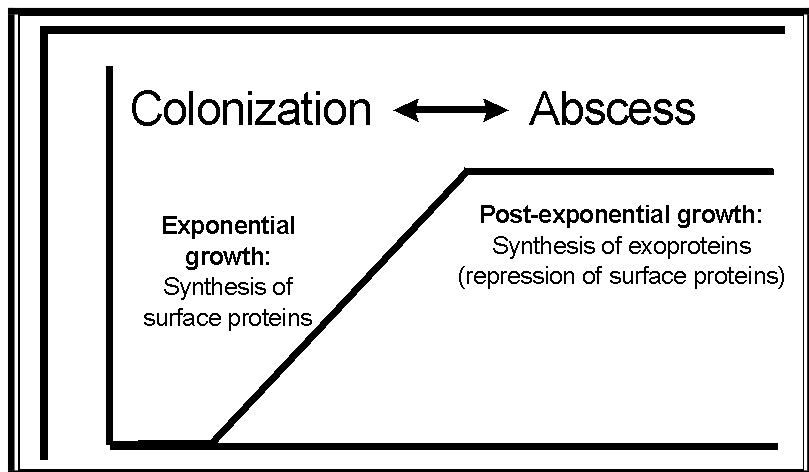 Colonization Abscess
Exponential
growth:
Synthesis of
surface proteins
Post-exponential growth:
Synthesis of exoproteins
(repression of surface proteins)